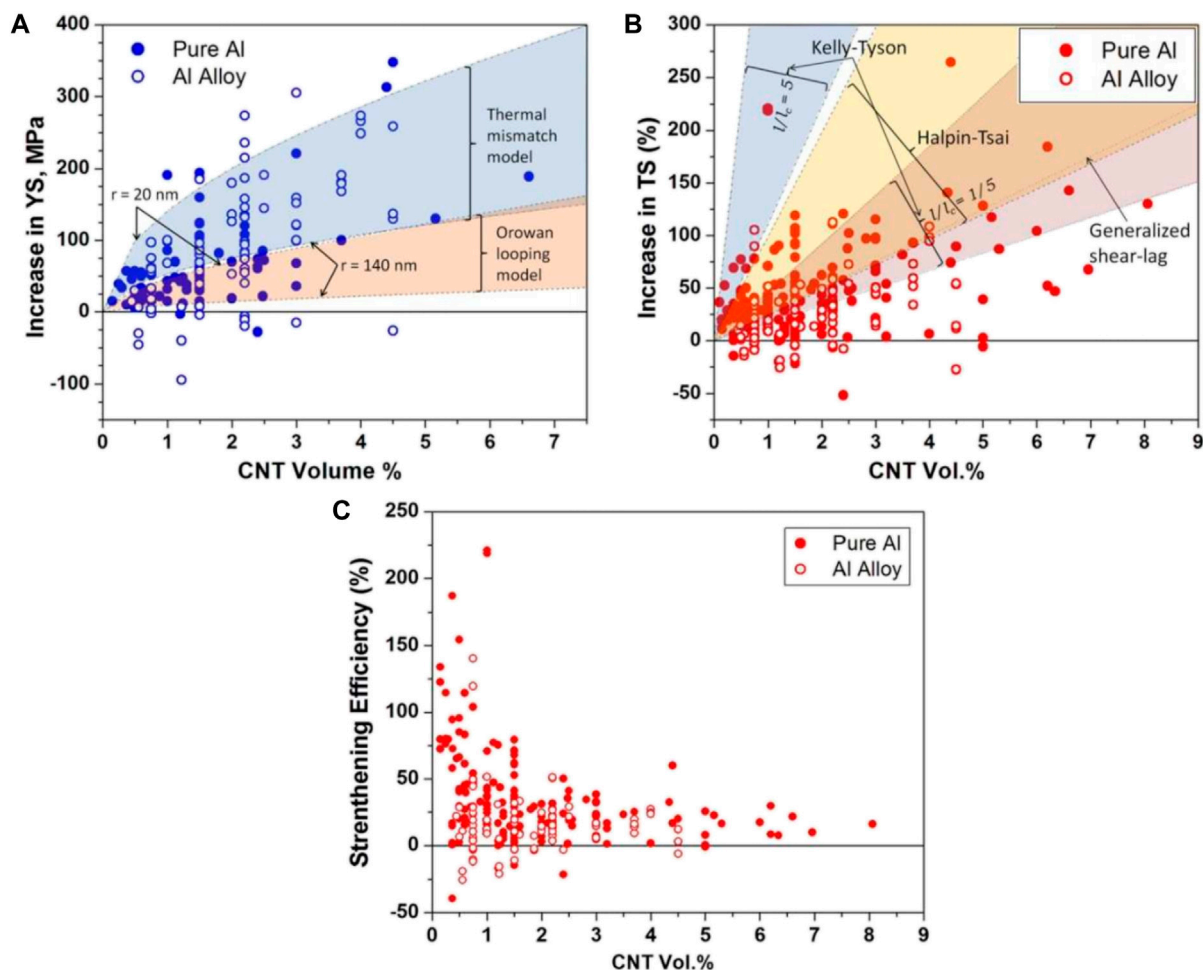 A
Pure Al
Al Alloy
Thermal
mismatch
model
r = 20 nm
Orowan
looping
model
r = 140 nm
Increase in YS, MPa
400
300
200
100
0
-100
0 1 2 3 4 5 6 7
CNT Volume %
B
Kelly-Tyson
Pure Al
Al Alloy
l/lc = 5
Halpin-Tsai
l/lc = 1/5
Generalized
shear-lag
Increase in TS (%)
300
250
200
150
100
50
0
-50
0 1 2 3 4 5 6 7 8 9
CNT Vol.%
C
Pure Al
Al Alloy
Strenthening Efficiency (%)
250
200
150
100
50
0
-50
0 1 2 3 4 5 6 7 8 9
CNT Vol.%